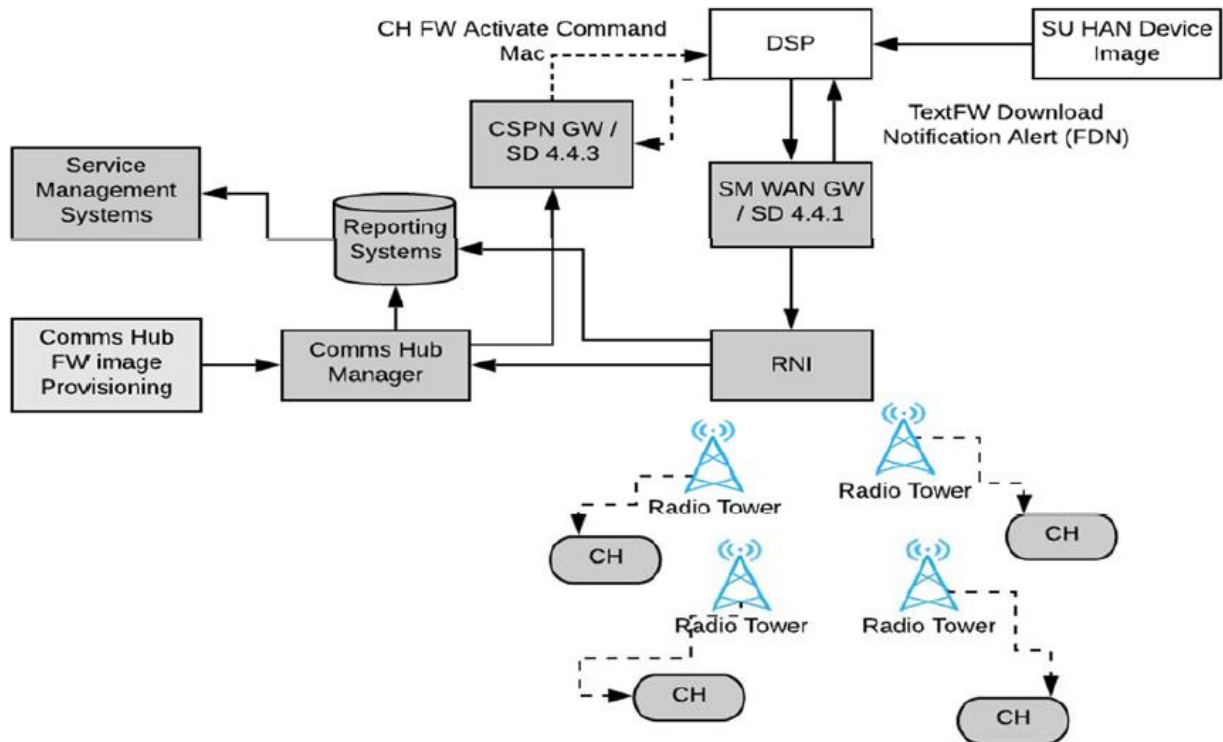 CH FW Activate Command
Mac
DSP
SU HAN Device
Image
TextFW Download
Notification Alert (FDN)
CSPN GW /
SD 4.4.3
Service
Management
Systems
SM WAN GW
/ SD 4.4.1
Reporting
Systems
Comms Hub
FW image
Provisioning
Comms Hub
Manager
RNI
Radio Tower
Radio Tower
CH
CH
Radio Tower
Radio Tower
CH
CH